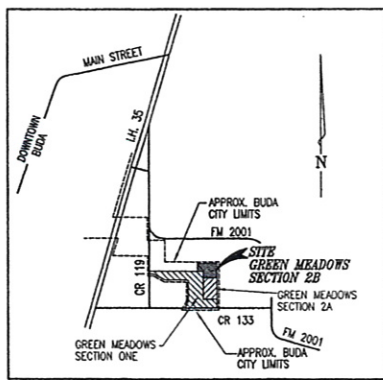 MAIN STREET
DOWNTOWN
BUDA
I.H. 35
N
APPROX. BUDA
CITY LIMITS
FM 2001
SITE
GREEN MEADOWS
SECTION 2B
CR 119
GREEN MEADOWS
SECTION 2A
CR 133
FM 2001
GREEN MEADOWS
SECTION ONE
APPROX. BUDA
CITY LIMITS